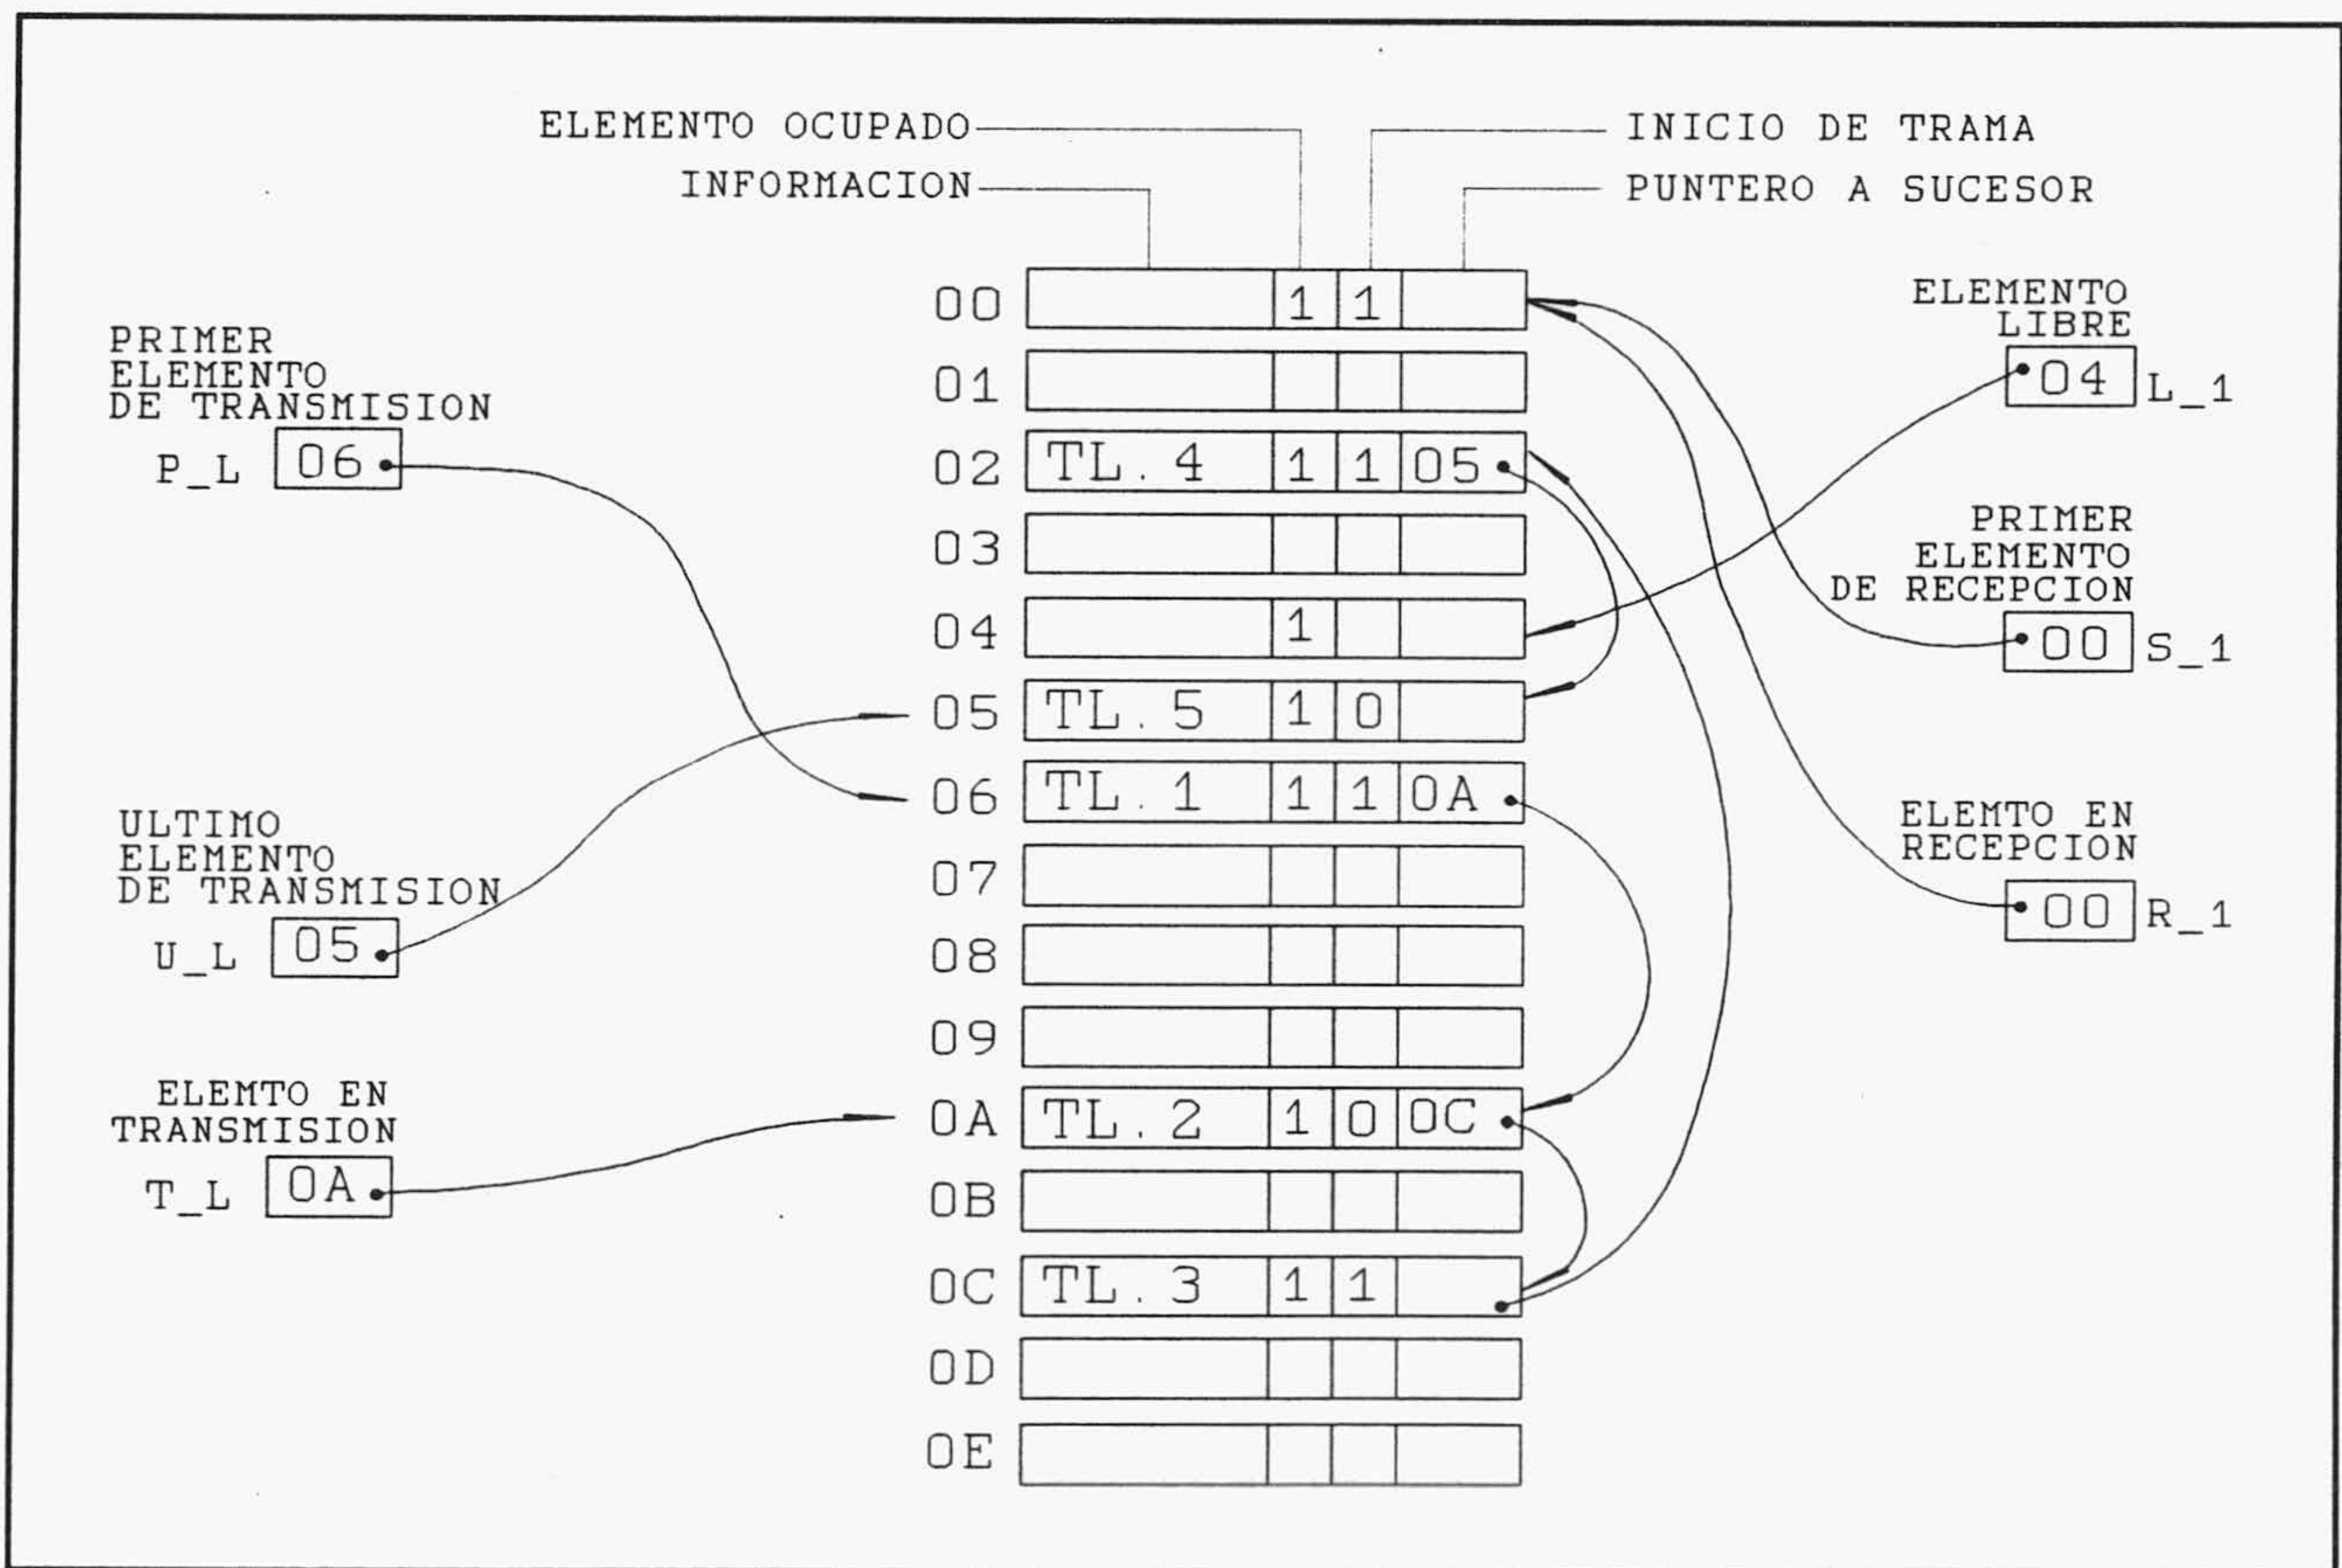 ELEMENTO OCUPADO
INFORMACION
INICIO DE TRAMA
PUNTERO A SUCESOR
PRIMER
ELEMENTO
DE TRANSMISION
P_L 06
ULTIMO
ELEMENTO
DE TRANSMISION
U_L 05
ELEMTO EN
TRANSMISION
T_L 0A
00 1 1
01
02 TL.4 1 1 05
03
04 1
05 TL.5 1 0
06 TL.1 1 1 0A
07
08
09
0A TL.2 1 0 0C
0B
0C TL.3 1 1
0D
0E
ELEMENTO
LIBRE
04 L_1
PRIMER
ELEMENTO
DE RECEPCION
00 S_1
ELEMTO EN
RECEPCION
00 R_1